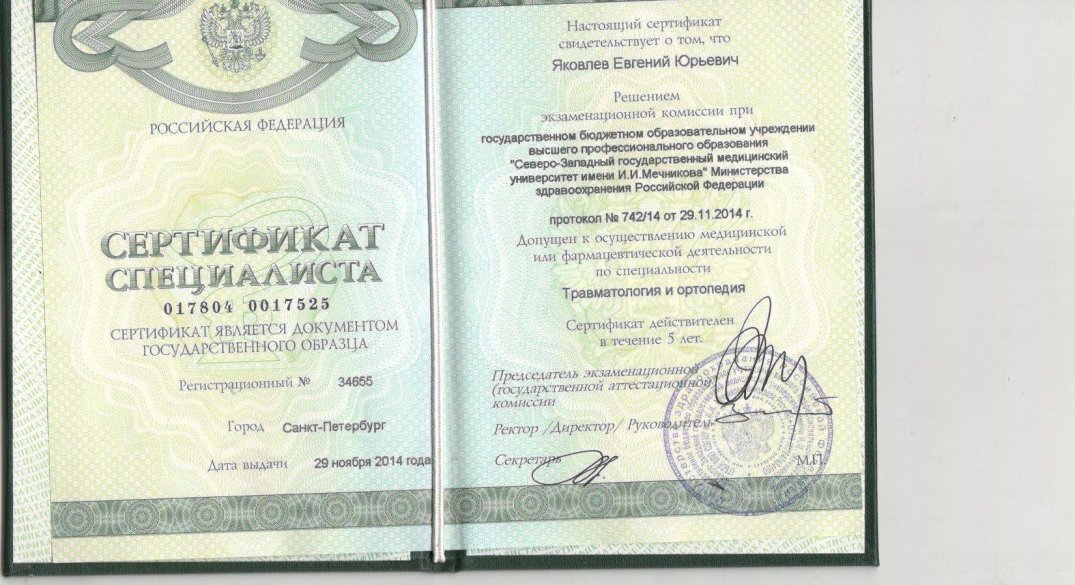 РОССИЙСКАЯ ФЕДЕРАЦИЯ
СЕРТИФИКАТ
СПЕЦИАЛИСТА
017804 0017525
СЕРТИФИКАТ ЯВЛЯЕТСЯ ДОКУМЕНТОМ
ГОСУДАРСТВЕННОГО ОБРАЗЦА
Регистрационный № 34655
Город Санкт-Петербург
Дата выдачи 29 ноября 2014 года
Настоящий сертификат
свидетельствует о том, что
Яковлев Евгений Юрьевич
Решением
экзаменационной комиссии при
государственном бюджетном образовательном учреждении
высшего профессионального образования
"Северо-Западный государственный медицинский
университет имени И.И.Мечникова" Министерства
здравоохранения Российской Федерации
протокол № 742/14 от 29.11.2014 г.
Допущен к осуществлению медицинской
или фармацевтической деятельности
по специальности
Травматология и ортопедия
Сертификат действителен
в течение 5 лет.
Председатель экзаменационной
(государственной аттестационной)
комиссии
Ректор /Директор/ Руководитель
Секретарь
М.П.